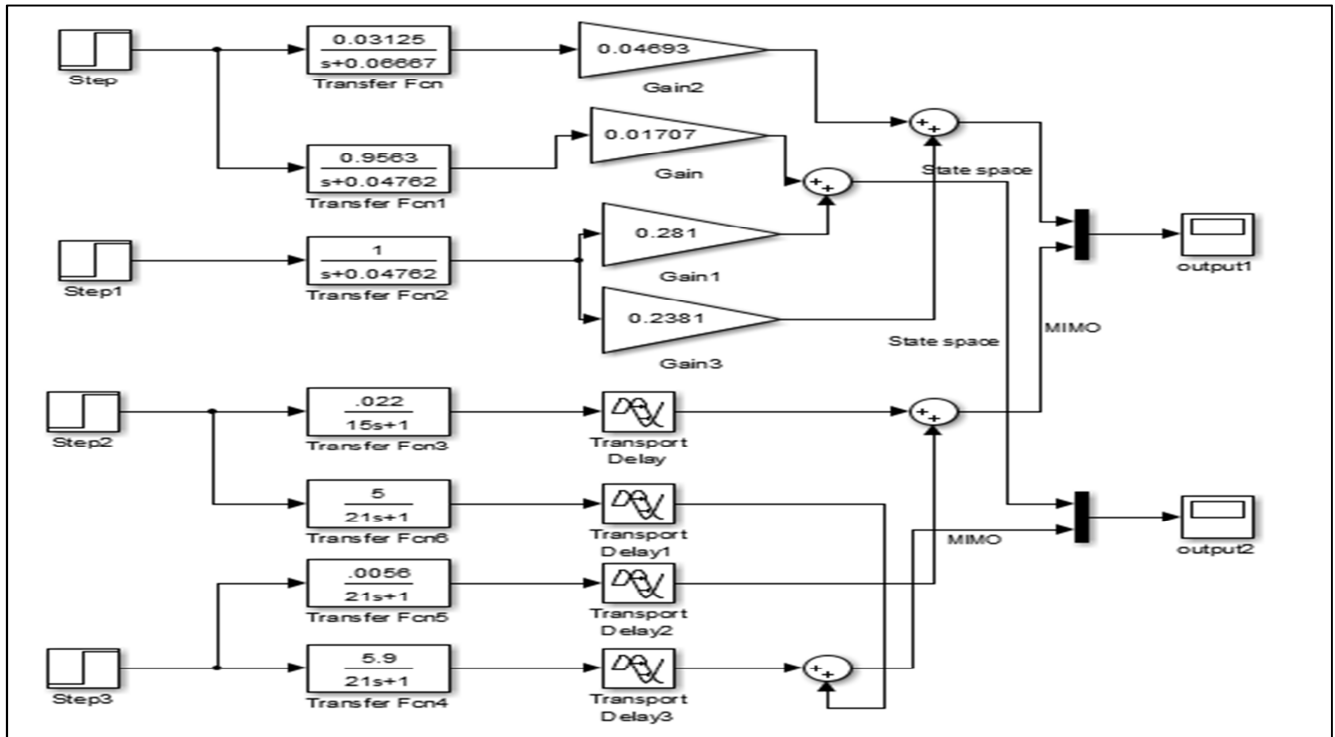 Step
0.03125
s+0.06667
Transfer Fcn
0.04693
Gain2
0.9563
s+0.04762
Transfer Fcn1
0.01707
Gain
++
++
State space
Step1
1
s+0.04762
Transfer Fcn2
0.281
Gain1
0.2381
Gain3
output1
State space
MIMO
Step2
.022
15s+1
Transfer Fcn3
Transport
Delay
++
5
21s+1
Transfer Fcn6
Transport
Delay1
MIMO
output2
.0056
21s+1
Transfer Fcn5
Transport
Delay2
Step3
5.9
21s+1
Transfer Fcn4
Transport
Delay3
++